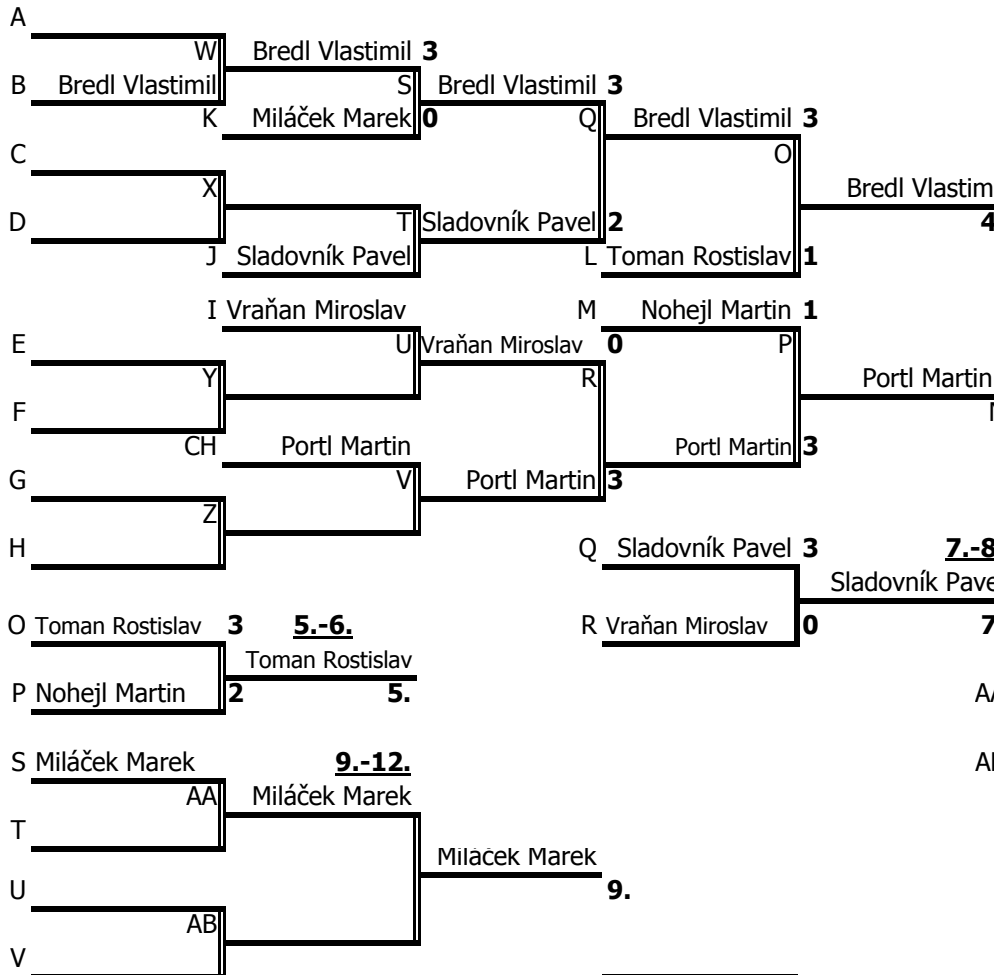 A
W Bredl Vlastimil 3
B Bredl Vlastimil S Bredl Vlastimil 3
K Miláček Marek 0 Q Bredl Vlastimil 3
C O
X Bredl Vlastim
D T Sladovník Pavel 2 4
J Sladovník Pavel L Toman Rostislav 1
I Vraňan Miroslav M Nohejl Martin 1
E U Vraňan Miroslav 0 P
Y R Portl Martin
F
CH Portl Martin Portl Martin 3
G V Portl Martin 3
Z
H Q Sladovník Pavel 3 7.-8
Sladovník Pave
O Toman Rostislav 3 5.-6. R Vraňan Miroslav 0 7
Toman Rostislav
P Nohejl Martin 2 5.
S Miláček Marek 9.-12.
AA Miláček Marek
T
Miláček Marek
U 9.
AB
V